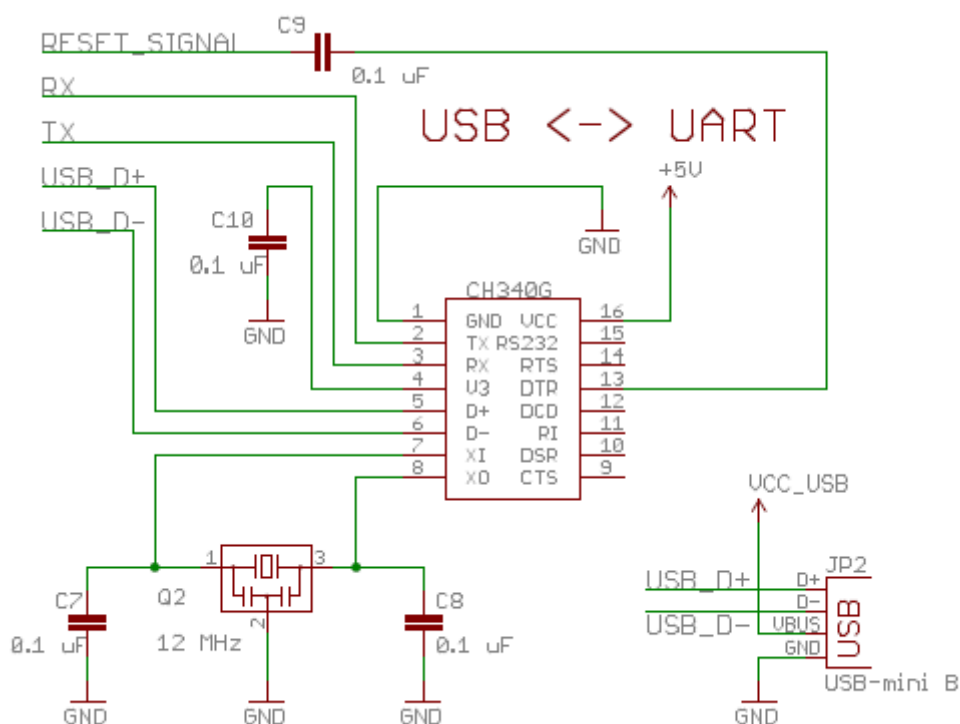 RESET_SIGNAL
C9
0.1 uF
RX
TX
USB <-> UART
USB_D+
USB_D-
+5V
C10
0.1 uF
GND
GND
CH340G
1 GND VCC 16
2 TX RS232 15
3 RX RTS 14
4 V3 DTR 13
5 D+ DCD 12
6 D- RI 11
7 XI DSR 10
8 XO CTS 9
VCC_USB
1 3
2
C7
0.1 uF
Q2
12 MHz
C8
0.1 uF
GND
GND
GND
JP2
USB_D+ D+
USB_D- D-
VBUS
GND
USB
USB-mini B
GND